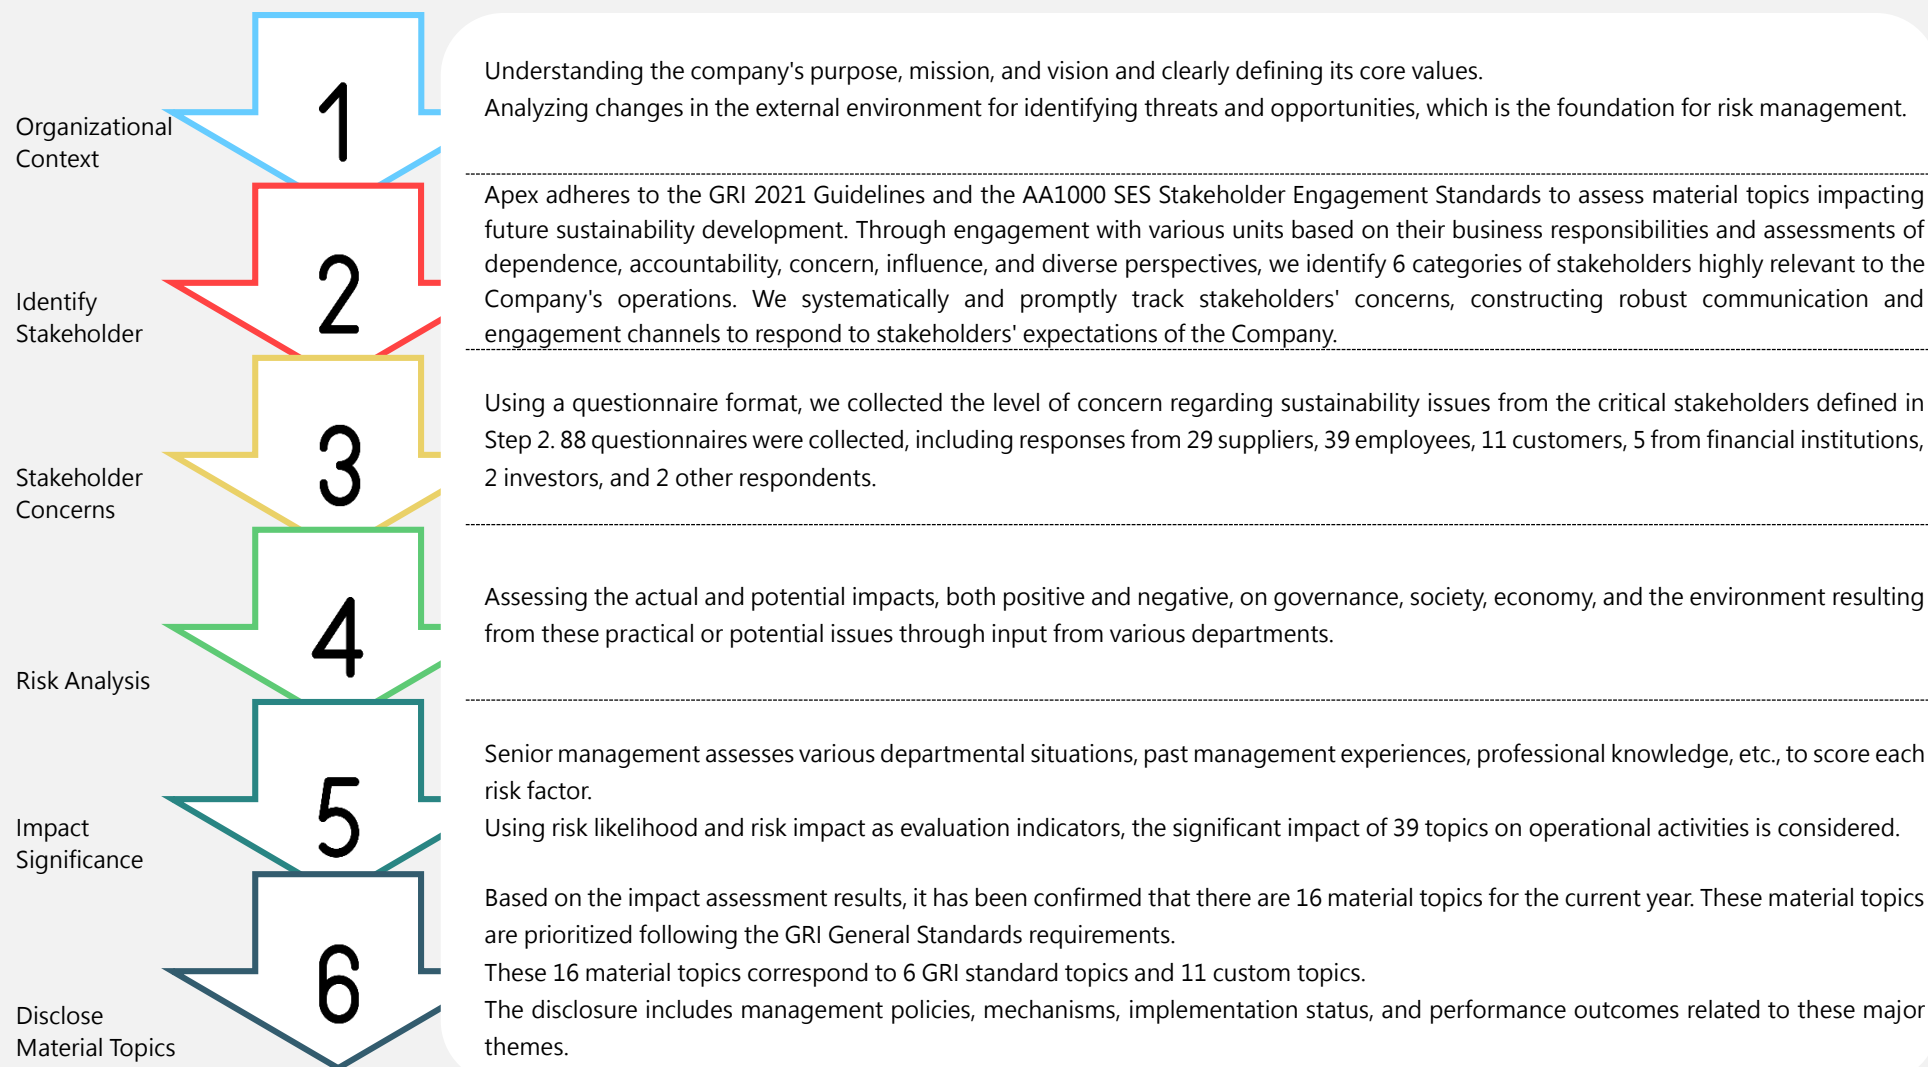 Organizational
Context
1
Understanding the company's purpose, mission, and vision and clearly defining its core values.
Analyzing changes in the external environment for identifying threats and opportunities, which is the foundation for risk management.
Identify
Stakeholder
2
Apex adheres to the GRI 2021 Guidelines and the AA1000 SES Stakeholder Engagement Standards to assess material topics impacting
future sustainability development. Through engagement with various units based on their business responsibilities and assessments of
dependence, accountability, concern, influence, and diverse perspectives, we identify 6 categories of stakeholders highly relevant to the
Company's operations. We systematically and promptly track stakeholders' concerns, constructing robust communication and
engagement channels to respond to stakeholders' expectations of the Company.
Stakeholder
Concerns
3
Using a questionnaire format, we collected the level of concern regarding sustainability issues from the critical stakeholders defined in
Step 2. 88 questionnaires were collected, including responses from 29 suppliers, 39 employees, 11 customers, 5 from financial institutions,
2 investors, and 2 other respondents.
Risk Analysis
4
Assessing the actual and potential impacts, both positive and negative, on governance, society, economy, and the environment resulting
from these practical or potential issues through input from various departments.
Impact
Significance
5
Senior management assesses various departmental situations, past management experiences, professional knowledge, etc., to score each
risk factor.
Using risk likelihood and risk impact as evaluation indicators, the significant impact of 39 topics on operational activities is considered.
Disclose
Material Topics
6
Based on the impact assessment results, it has been confirmed that there are 16 material topics for the current year. These material topics
are prioritized following the GRI General Standards requirements.
These 16 material topics correspond to 6 GRI standard topics and 11 custom topics.
The disclosure includes management policies, mechanisms, implementation status, and performance outcomes related to these major
themes.